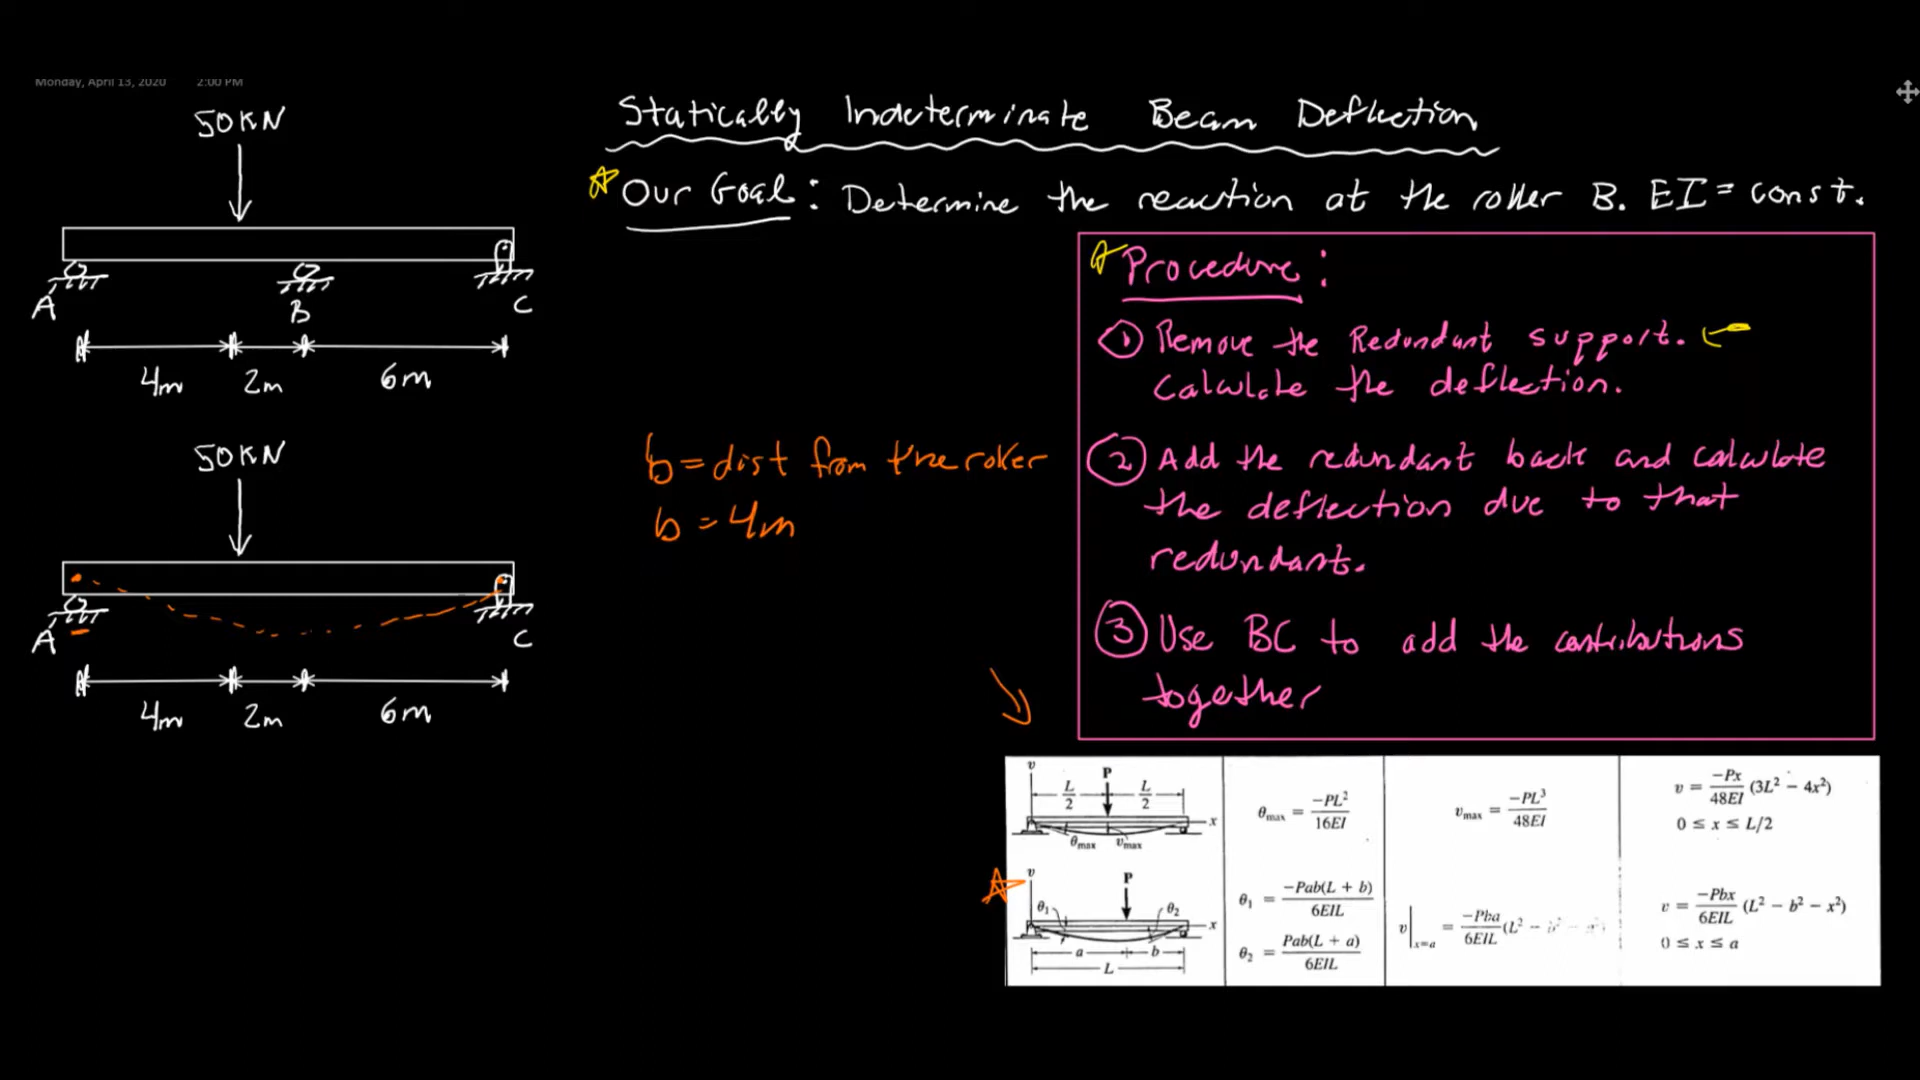 Monday, April 13, 2020 2:00 PM
50KN
Statically Indeterminate Beam Deflection
Our Goal: Determine the reaction at the roller B. EI = const.
A B C
4m 2m 6m
Procedure:
① Remove the Redundant support.
Calculate the deflection.
② Add the redundant back and calculate
the deflection due to that
redundant.
③ Use BC to add the contributions
together
50KN
A C
4m 2m 6m
b = dist from the roller
b = 4m
v P
L/2 L/2
x
θmax vmax
θmax = -PL²/16EI
vmax = -PL³/48EI
v = -Px/48EI (3L² − 4x²)
0 ≤ x ≤ L/2
v P
θ1 θ2
x
a b
L
θ1 = -Pab(L + b)/6EIL
θ2 = Pab(L + a)/6EIL
v|x=a = -Pba/6EIL (L² −
v = -Pbx/6EIL (L² − b² − x²)
0 ≤ x ≤ a